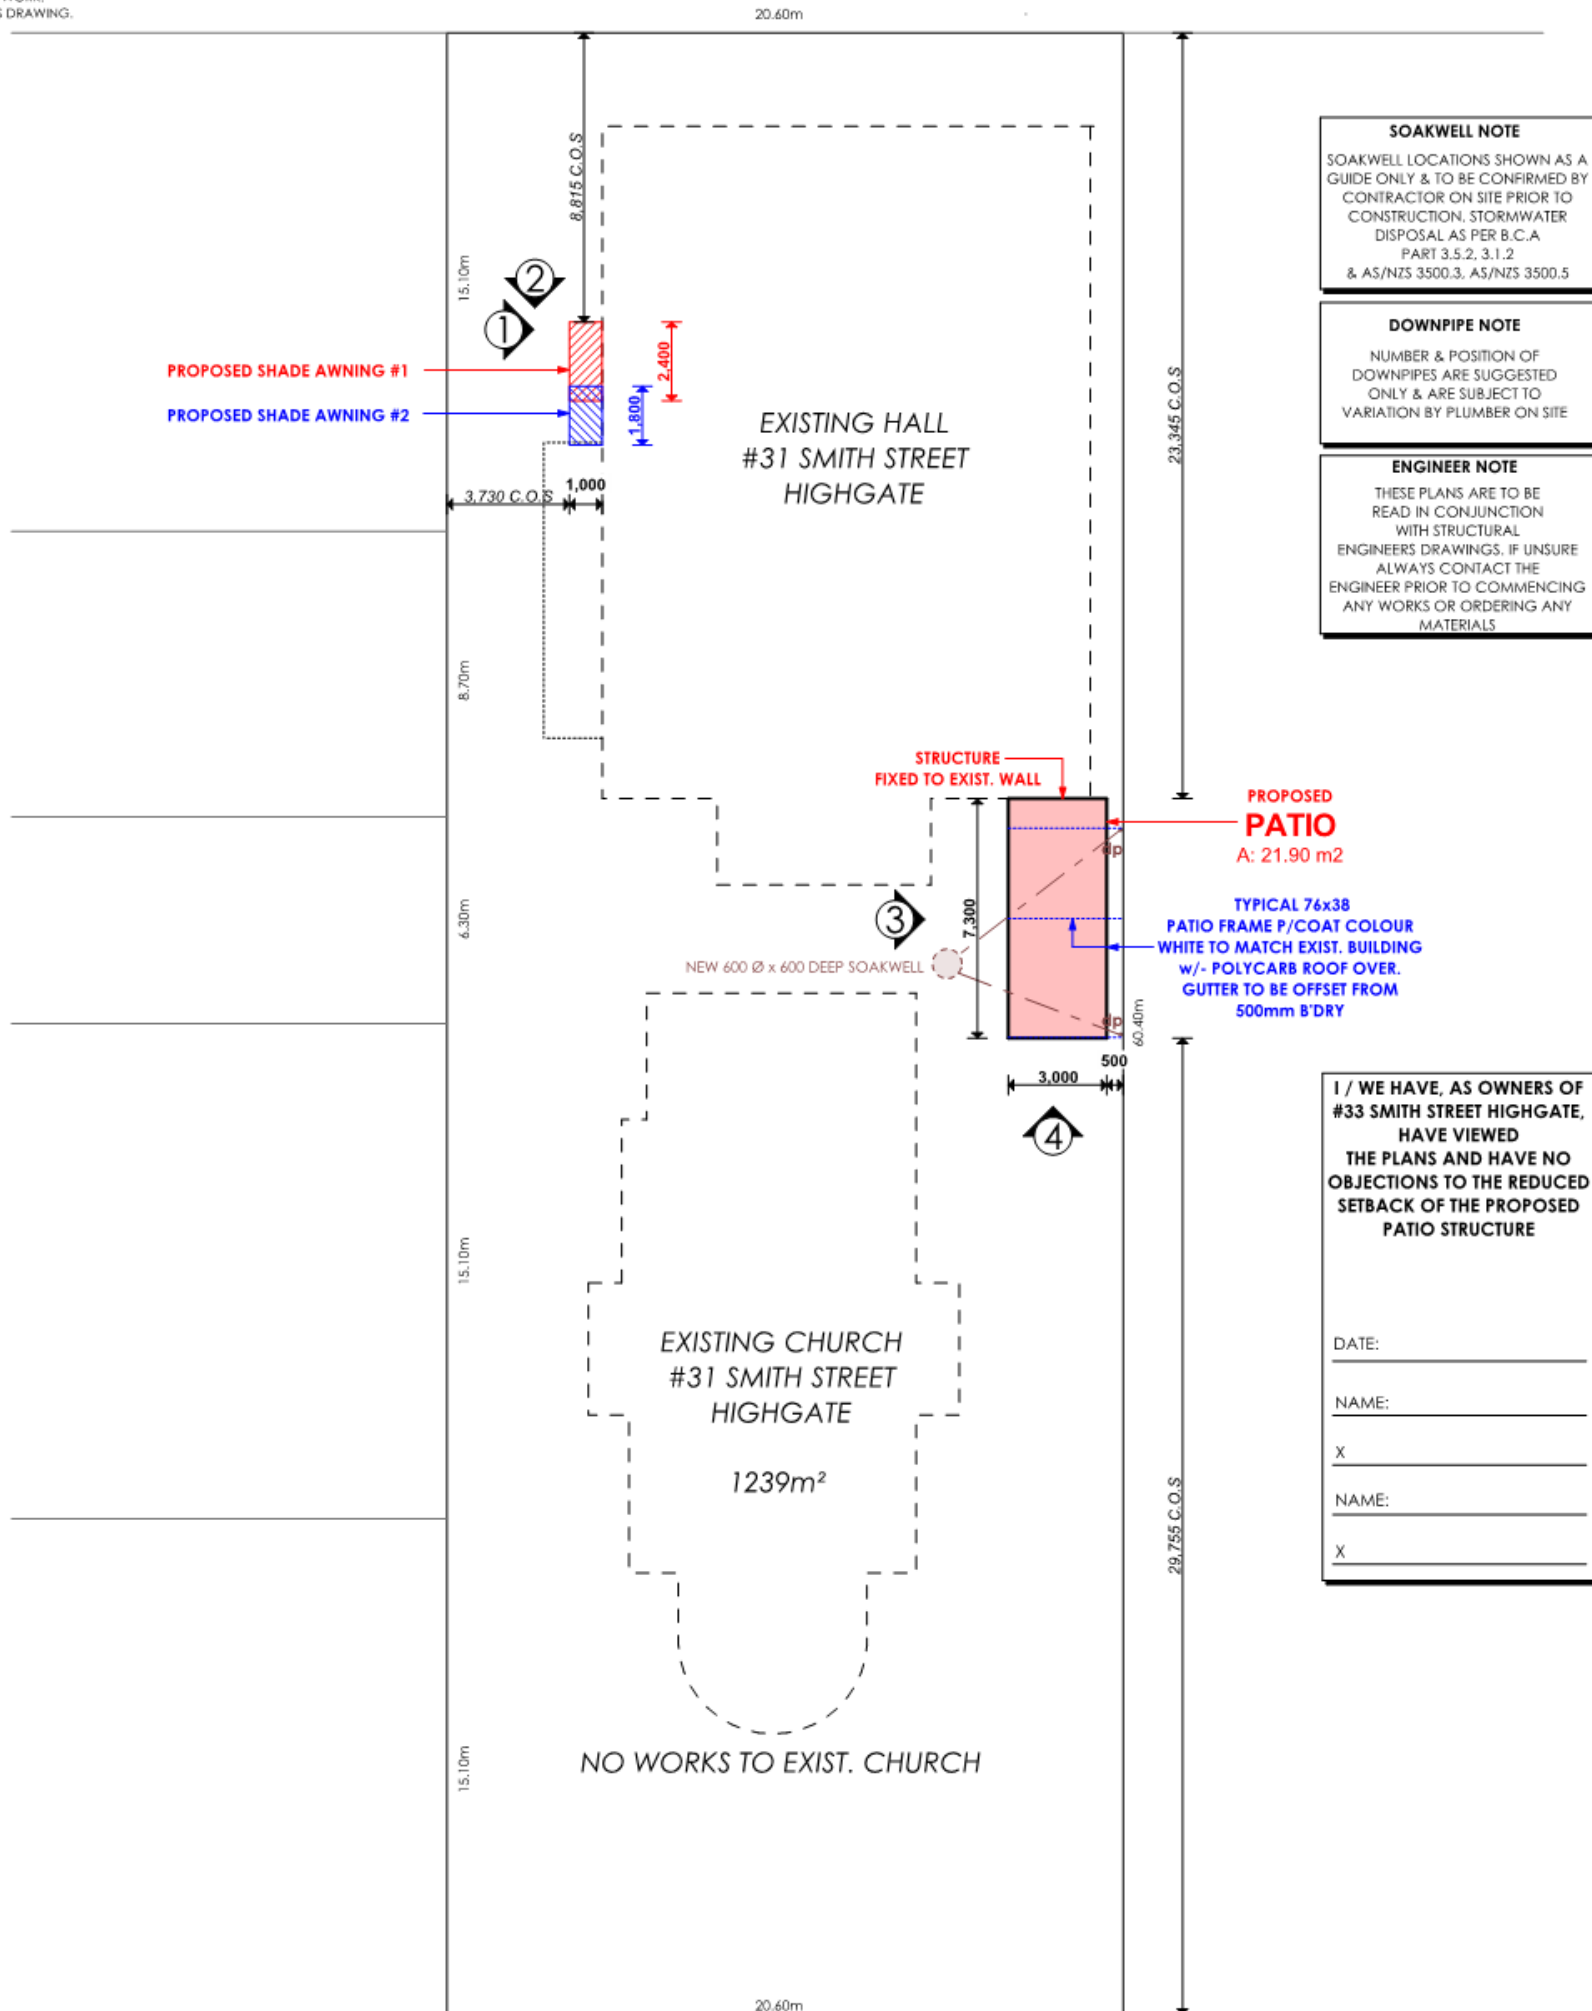 S DRAWING.
20.60m
8,815 C.O.S
15.10m
2
1
PROPOSED SHADE AWNING #1
PROPOSED SHADE AWNING #2
2,400
1,800
3,730 C.O.S
1,000
EXISTING HALL
#31 SMITH STREET
HIGHGATE
23,345 C.O.S
SOAKWELL NOTE
SOAKWELL LOCATIONS SHOWN AS A
GUIDE ONLY & TO BE CONFIRMED BY
CONTRACTOR ON SITE PRIOR TO
CONSTRUCTION. STORMWATER
DISPOSAL AS PER B.C.A
PART 3.5.2, 3.1.2
& AS/NZS 3500.3, AS/NZS 3500.5
DOWNPIPE NOTE
NUMBER & POSITION OF
DOWNPIPES ARE SUGGESTED
ONLY & ARE SUBJECT TO
VARIATION BY PLUMBER ON SITE
ENGINEER NOTE
THESE PLANS ARE TO BE
READ IN CONJUNCTION
WITH STRUCTURAL
ENGINEERS DRAWINGS. IF UNSURE
ALWAYS CONTACT THE
ENGINEER PRIOR TO COMMENCING
ANY WORKS OR ORDERING ANY
MATERIALS
8.70m
STRUCTURE
FIXED TO EXIST. WALL
PROPOSED
PATIO
A: 21.90 m2
dp
6.30m
3
7,300
NEW 600 Ø x 600 DEEP SOAKWELL
TYPICAL 76x38
PATIO FRAME P/COAT COLOUR
WHITE TO MATCH EXIST. BUILDING
w/- POLYCARB ROOF OVER.
GUTTER TO BE OFFSET FROM
500mm B'DRY
dp
60.40m
500
3,000
4
I / WE HAVE, AS OWNERS OF
#33 SMITH STREET HIGHGATE,
HAVE VIEWED
THE PLANS AND HAVE NO
OBJECTIONS TO THE REDUCED
SETBACK OF THE PROPOSED
PATIO STRUCTURE
DATE:
NAME:
X
NAME:
X
15.10m
EXISTING CHURCH
#31 SMITH STREET
HIGHGATE
1239m²
29,755 C.O.S
15.10m
NO WORKS TO EXIST. CHURCH
20.60m